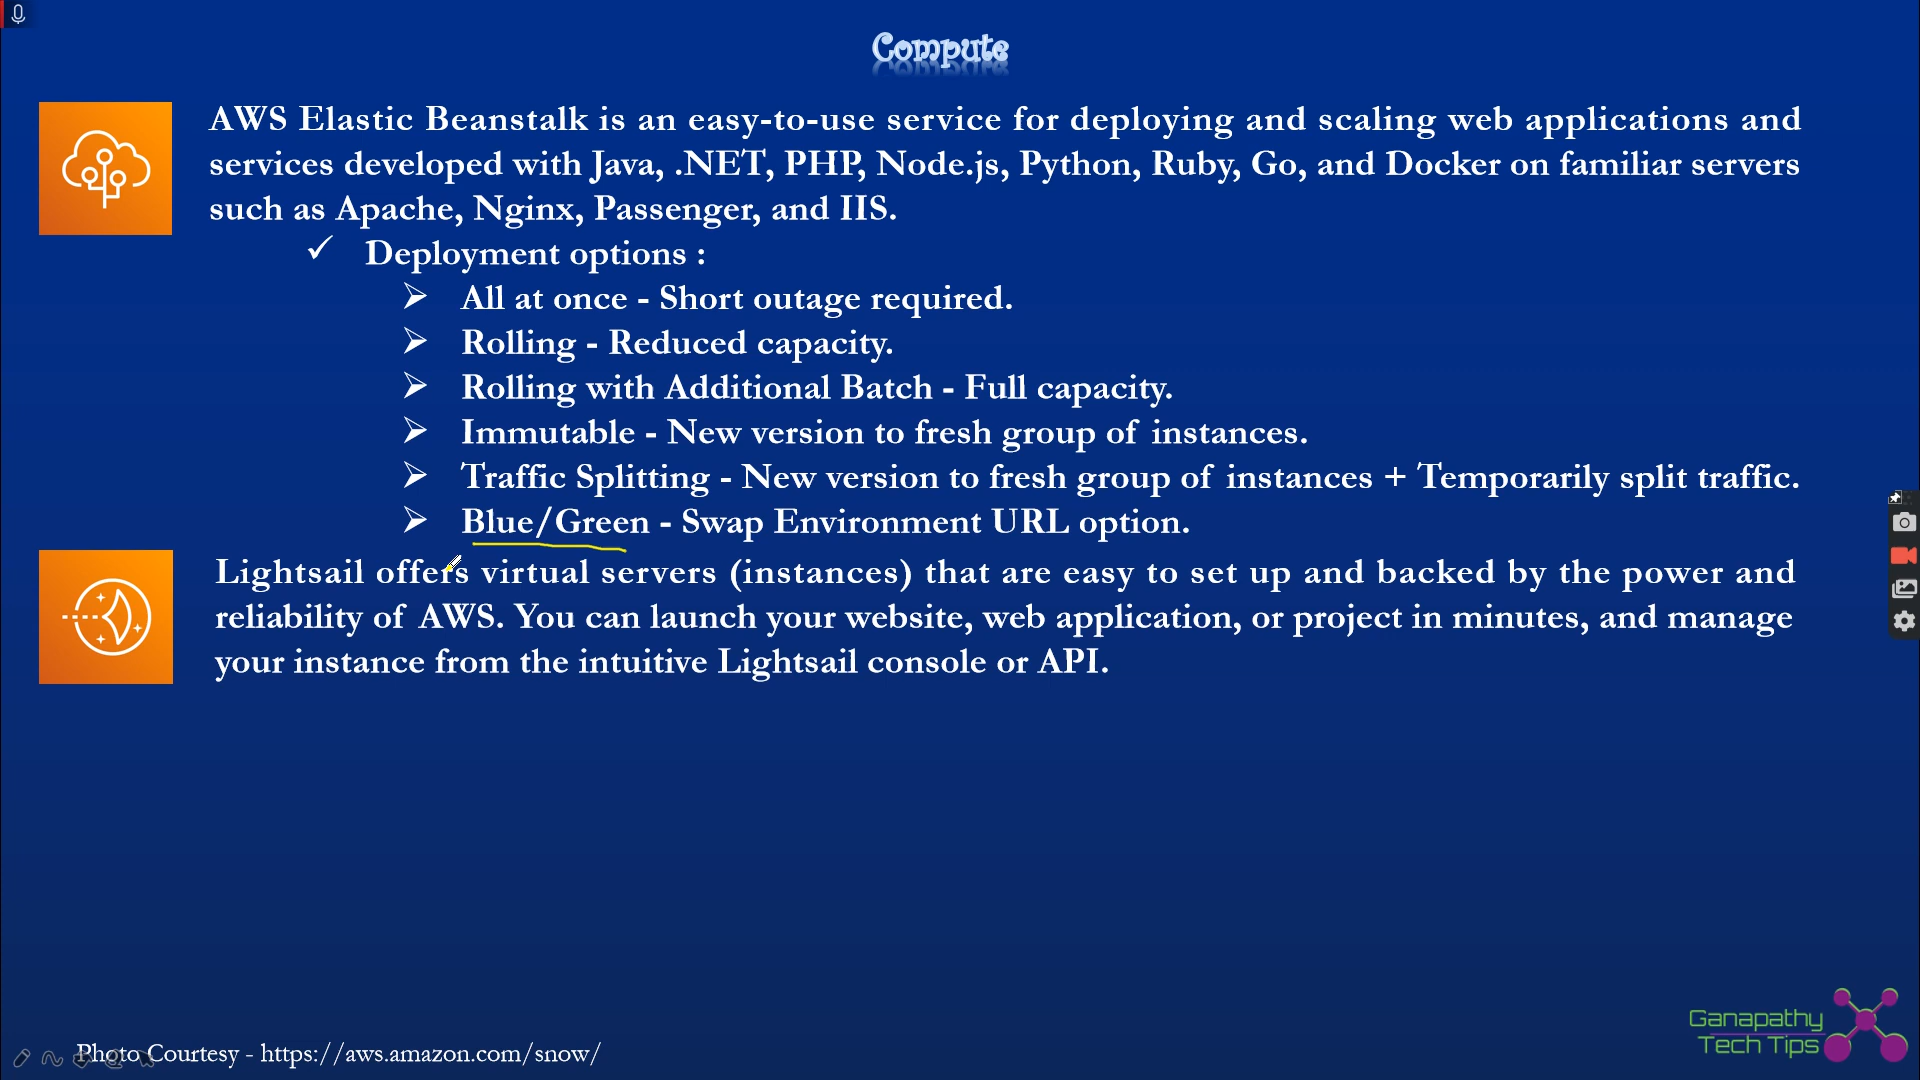 Compute
AWS Elastic Beanstalk is an easy-to-use service for deploying and scaling web applications and
services developed with Java, .NET, PHP, Node.js, Python, Ruby, Go, and Docker on familiar servers
such as Apache, Nginx, Passenger, and IIS.
✓ Deployment options :
➢ All at once - Short outage required.
➢ Rolling - Reduced capacity.
➢ Rolling with Additional Batch - Full capacity.
➢ Immutable - New version to fresh group of instances.
➢ Traffic Splitting - New version to fresh group of instances + Temporarily split traffic.
➢ Blue/Green - Swap Environment URL option.
Lightsail offers virtual servers (instances) that are easy to set up and backed by the power and
reliability of AWS. You can launch your website, web application, or project in minutes, and manage
your instance from the intuitive Lightsail console or API.
Photo Courtesy - https://aws.amazon.com/snow/
Ganapathy
Tech Tips